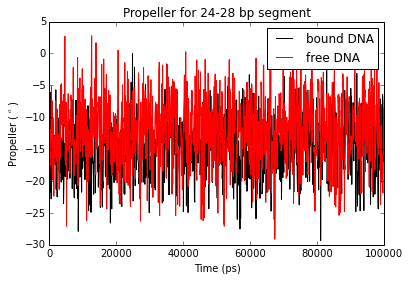 Propeller for 24-28 bp segment
bound DNA
free DNA
Propeller ( ° )
5
0
−5
−10
−15
−20
−25
−30
0 20000 40000 60000 80000 100000
Time (ps)